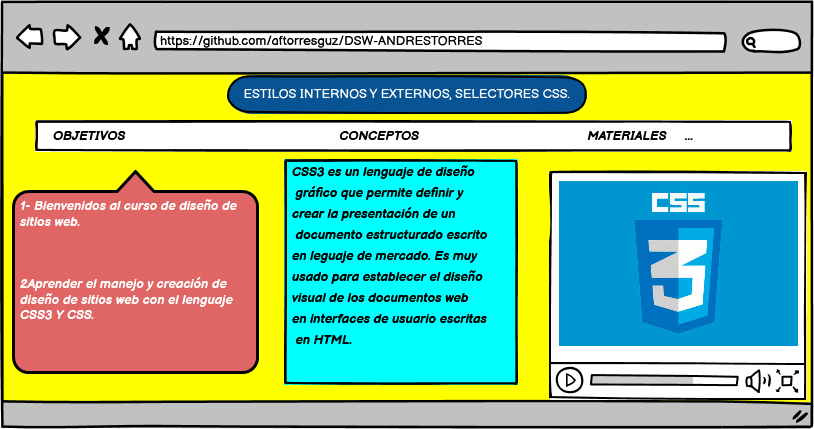 https://github.com/aftorresguz/DSW-ANDRESTORRES
ESTILOS INTERNOS Y EXTERNOS, SELECTORES CSS.
OBJETIVOS CONCEPTOS MATERIALES ...
1- Bienvenidos al curso de diseño de
sitios web.
2Aprender el manejo y creación de
diseño de sitios web con el lenguaje
CSS3 Y CSS.
CSS3 es un lenguaje de diseño
gráfico que permite definir y
crear la presentación de un
documento estructurado escrito
en leguaje de mercado. Es muy
usado para establecer el diseño
visual de los documentos web
en interfaces de usuario escritas
en HTML.
CSS
3